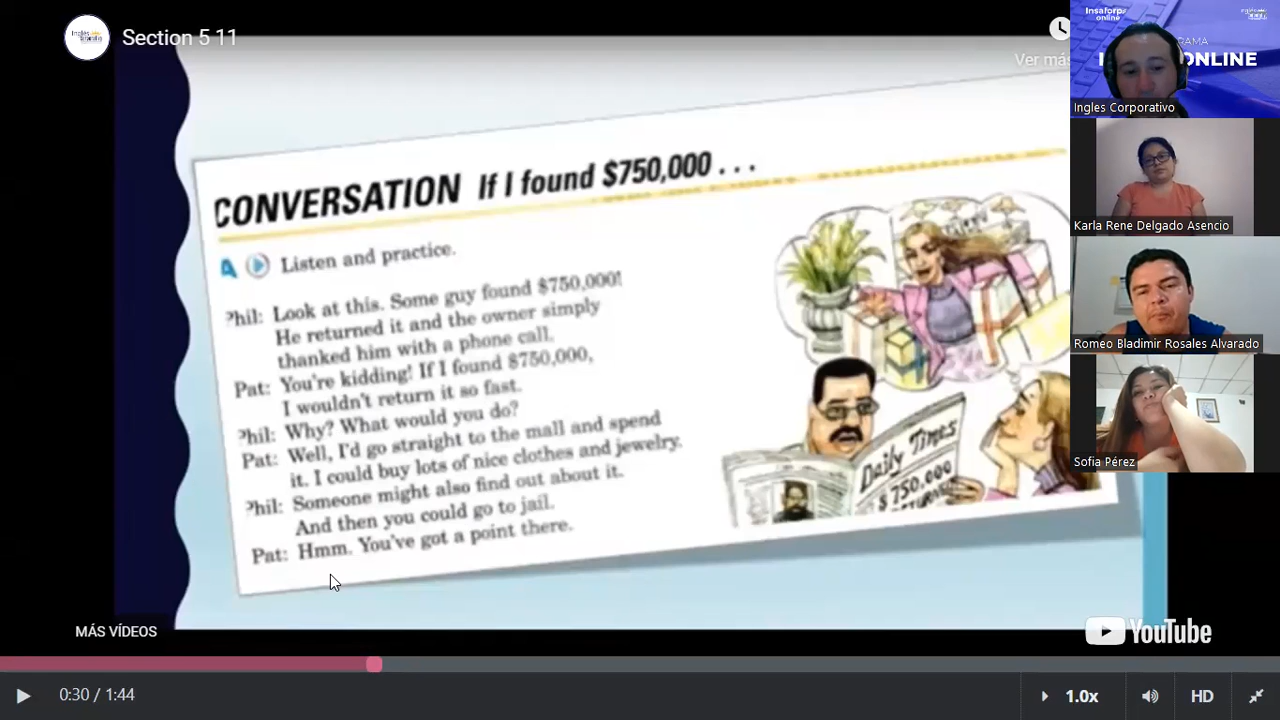 Section 5 11
Ver más
CONVERSATION If I found $750,000 . . .
A Listen and practice.
Phil: Look at this. Some guy found $750,000!
He returned it and the owner simply
thanked him with a phone call.
Pat: You're kidding! If I found $750,000,
I wouldn't return it so fast.
Phil: Why? What would you do?
Pat: Well, I'd go straight to the mall and spend
it. I could buy lots of nice clothes and jewelry.
Phil: Someone might also find out about it.
And then you could go to jail.
Pat: Hmm. You've got a point there.
Daily Times
$750,000
MÁS VÍDEOS
YouTube
0:30 / 1:44
1.0x
HD
Insaforp
online
ONLINE
Ingles Corporativo
Karla Rene Delgado Asencio
Romeo Bladimir Rosales Alvarado
Sofia Pérez